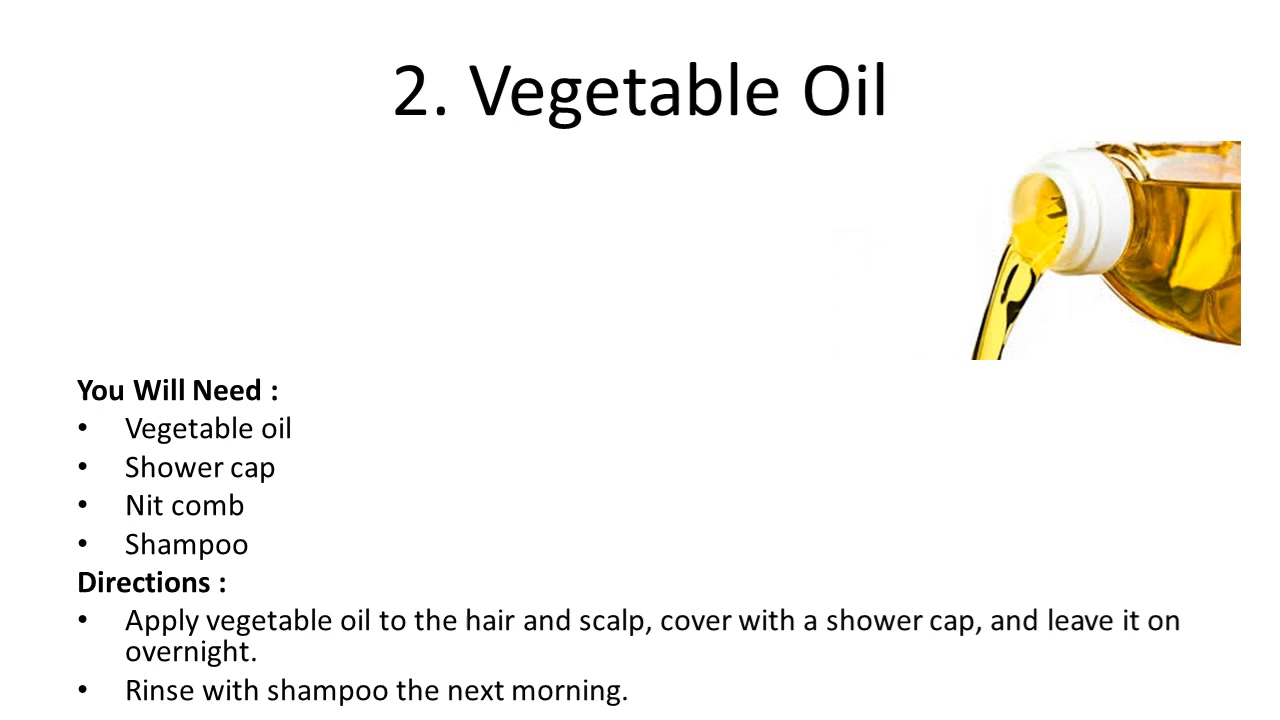 2. Vegetable Oil
You Will Need :
• Vegetable oil
• Shower cap
• Nit comb
• Shampoo
Directions :
• Apply vegetable oil to the hair and scalp, cover with a shower cap, and leave it on
overnight.
• Rinse with shampoo the next morning.